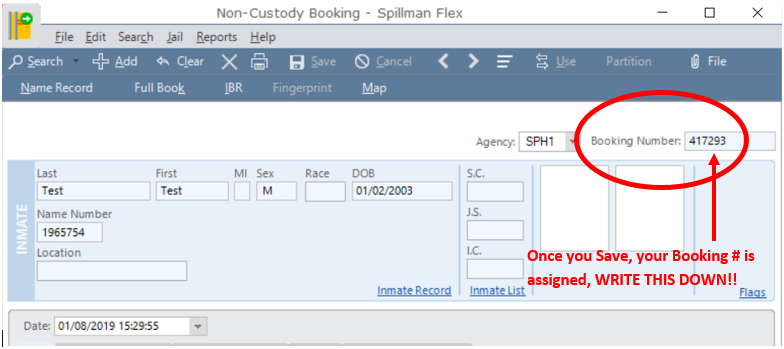 Non-Custody Booking - Spillman Flex
File Edit Search Jail Reports Help
Search Add Clear Save Cancel Use Partition File
Name Record Full Book IBR Fingerprint Map
Agency: SPH1 Booking Number: 417293
INMATE
Last First MI Sex Race DOB S.C.
Test Test M 01/02/2003
Name Number J.S.
1965754
Location I.C.
Once you Save, your Booking # is
assigned, WRITE THIS DOWN!!
Inmate Record Inmate List Flags
Date: 01/08/2019 15:29:55